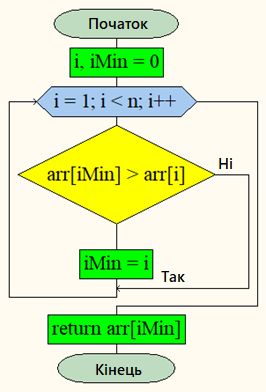 Початок
i, iMin = 0
i = 1; i < n; i++
arr[iMin] > arr[i]
Ні
iMin = i
Так
return arr[iMin]
Кінець